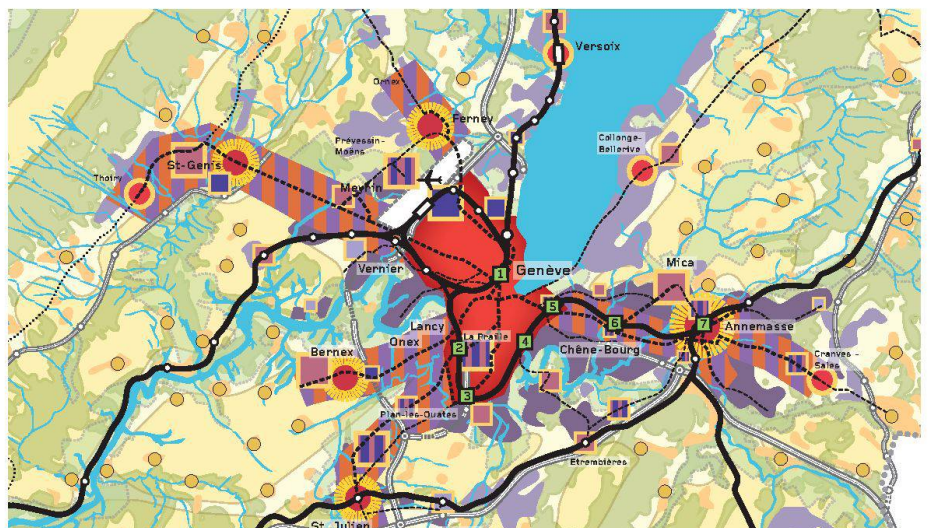 Versoix
Ornex
Ferney
Prévessin-
Moëns
Collonge-
Bellerive
St-Genis
Thoiry
Meyrin
Vernier
1
Genève
Mica
5
6
7
Annemasse
Lancy
Onex
La Praille
2
4
Chêne-Bourg
Bernex
Cranves-
Sales
3
Plan-les-Ouates
Etrembières
St-Julien